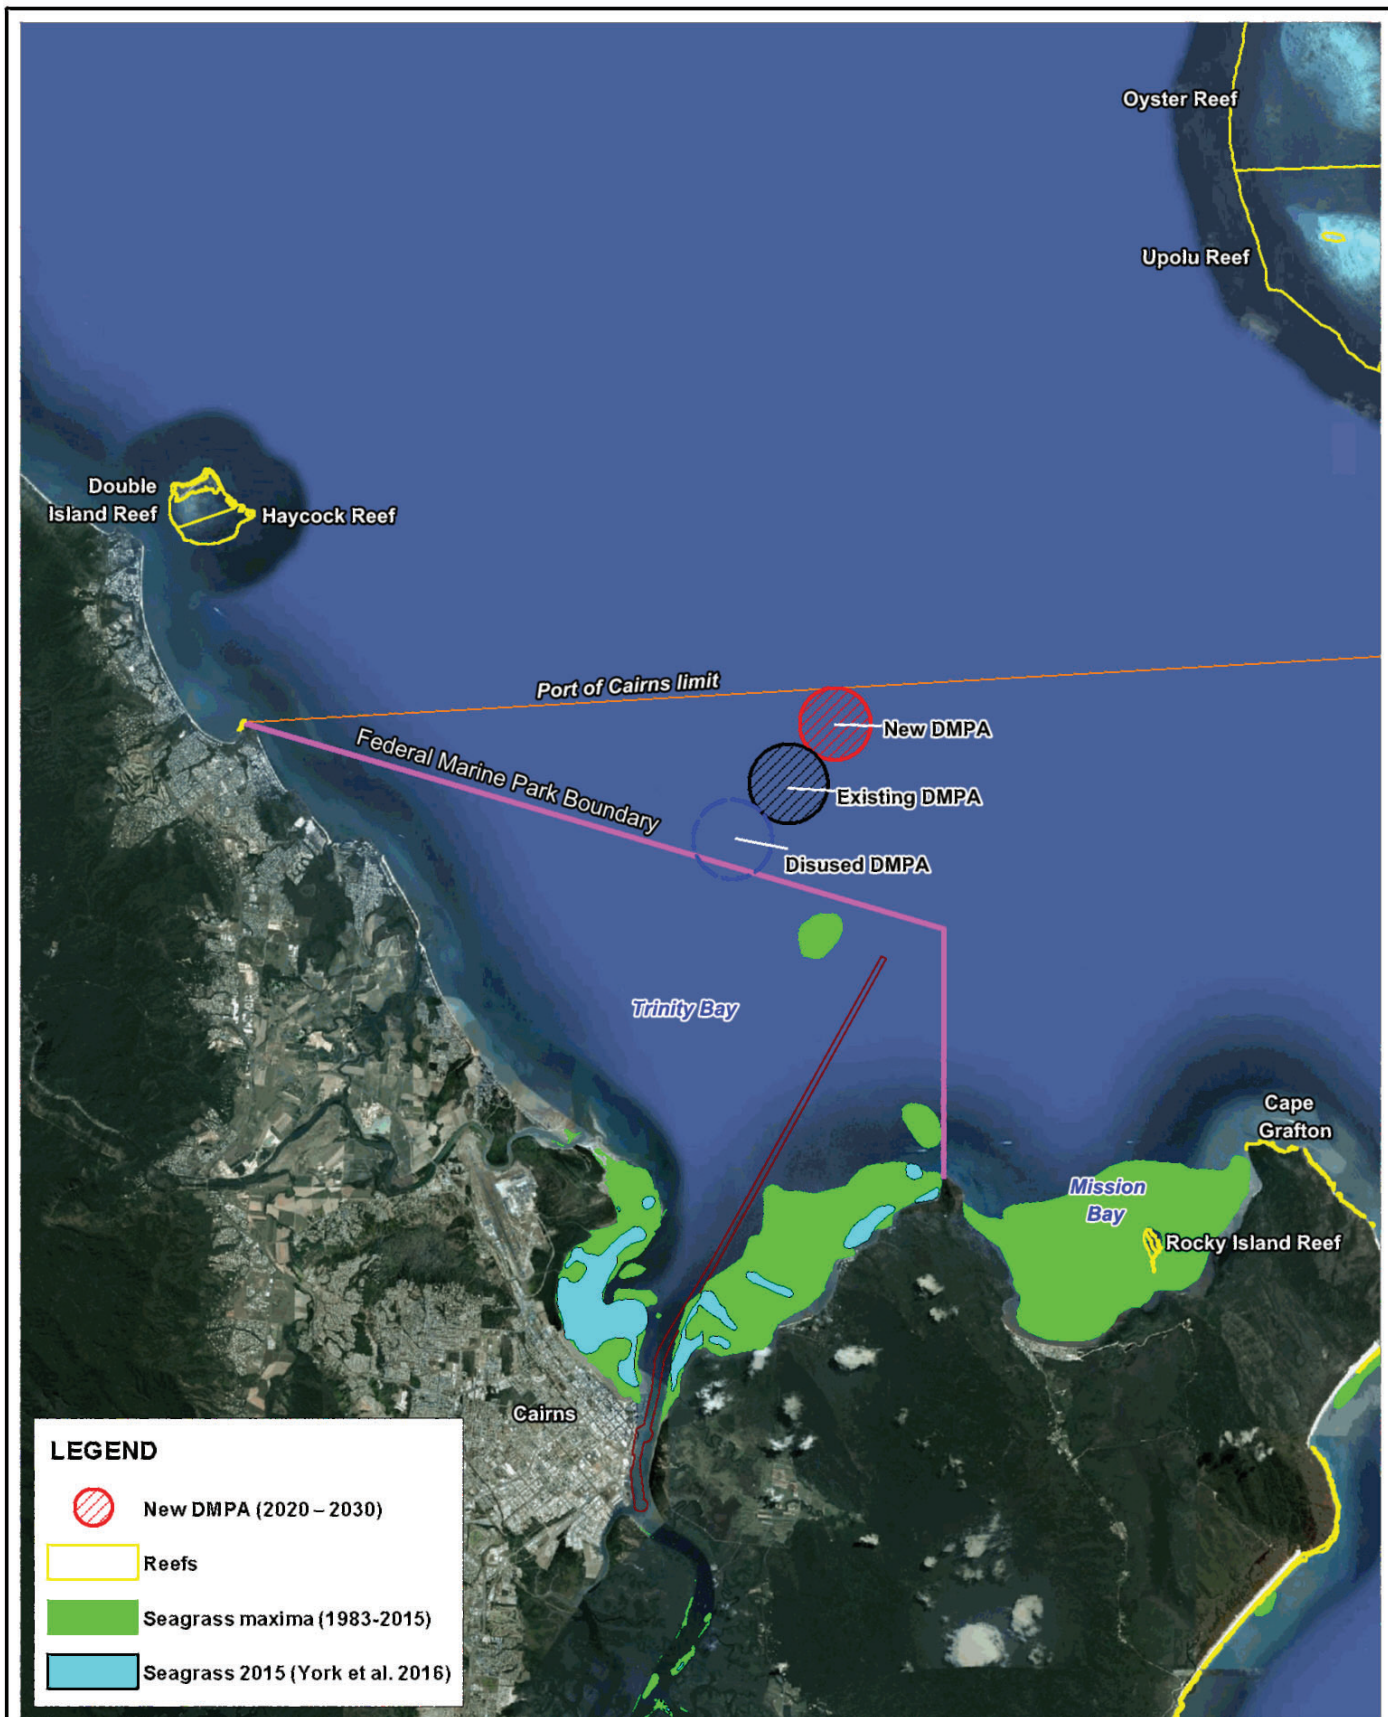 Oyster Reef
Upolu Reef
Double
Island Reef
Haycock Reef
Port of Cairns limit
New DMPA
Federal Marine Park Boundary
Existing DMPA
Disused DMPA
Trinity Bay
Cape
Grafton
Mission
Bay
Rocky Island Reef
Cairns
LEGEND
New DMPA (2020 – 2030)
Reefs
Seagrass maxima (1983-2015)
Seagrass 2015 (York et al. 2016)